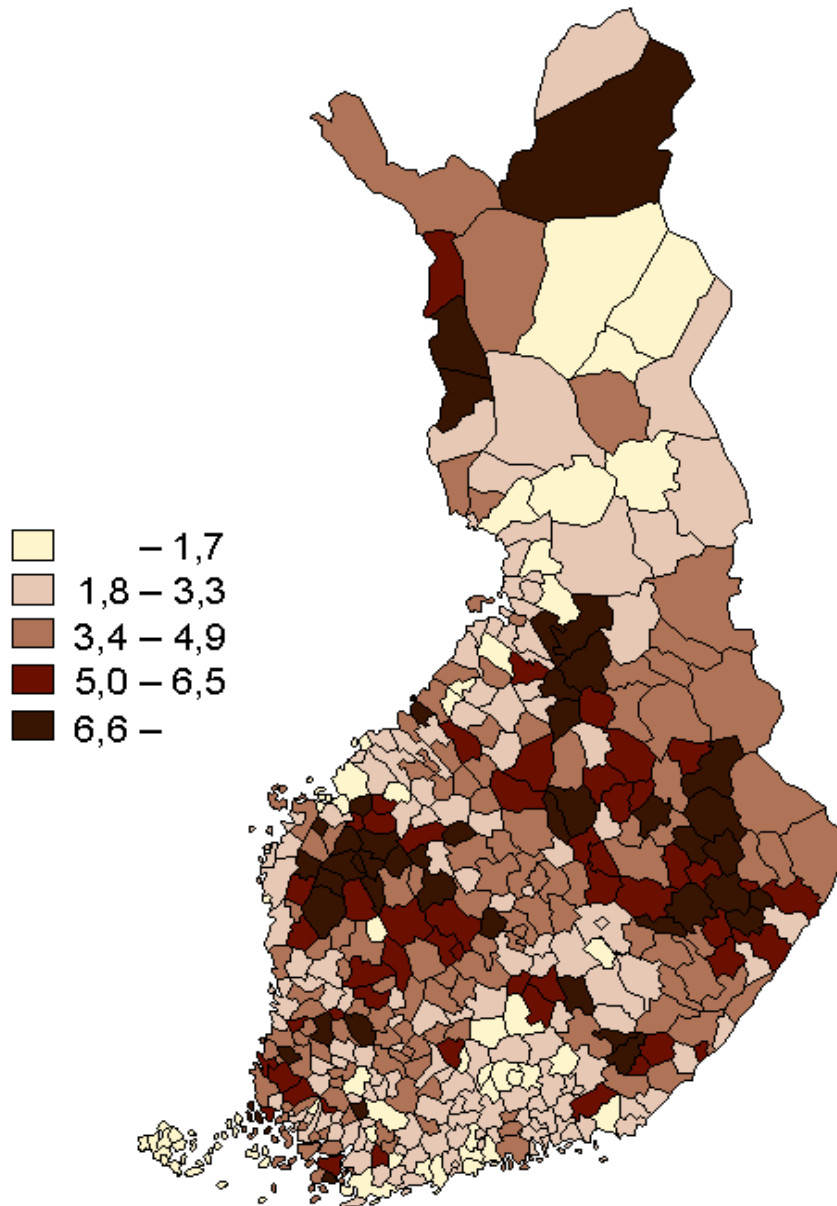 – 1,7
1,8 – 3,3
3,4 – 4,9
5,0 – 6,5
6,6 –